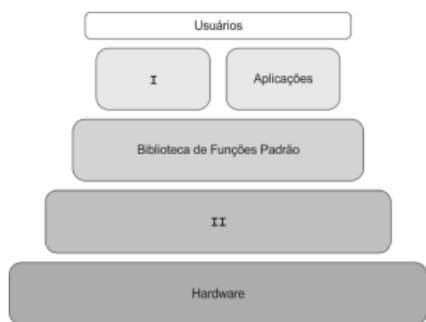 Usuários
I
Aplicações
Biblioteca de Funções Padrão
II
Hardware